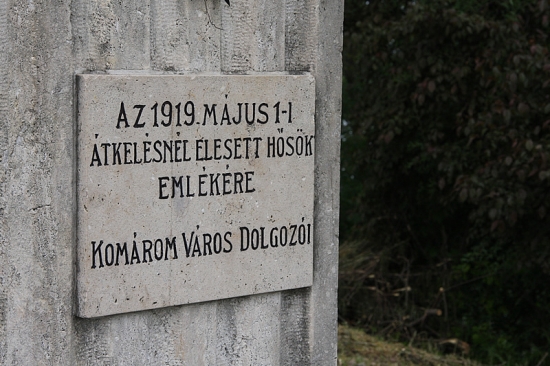 AZ 1919. MÁJUS 1-I
ÁTKELÉSNÉL ELESETT HŐSÖK
EMLÉKÉRE
KOMÁROM VÁROS DOLGOZÓI